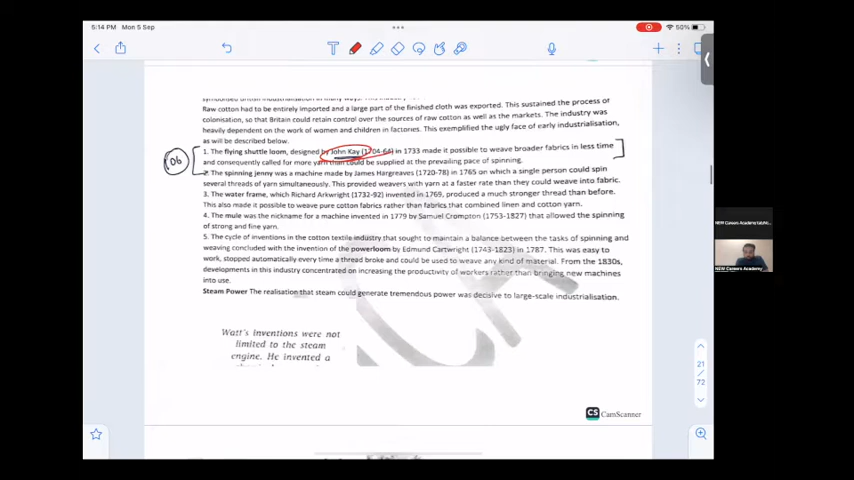 5:14 PM Mon 5 Sep
50%
symbolised British industrialisation in many ways. This
Raw cotton had to be entirely imported and a large part of the finished cloth was exported. This sustained the process of
colonisation, so that Britain could retain control over the sources of raw cotton as well as the markets. The industry was
heavily dependent on the work of women and children in factories. This exemplified the ugly face of early industrialisation,
as will be described below.
1. The flying shuttle loom, designed by John Kay (1704-64) in 1733 made it possible to weave broader fabrics in less time
06
and consequently called for more yarn than could be supplied at the prevailing pace of spinning.
2. The spinning jenny was a machine made by James Hargreaves (1720-78) in 1765 on which a single person could spin
several threads of yarn simultaneously. This provided weavers with yarn at a faster rate than they could weave into fabric.
3. The water frame, which Richard Arkwright (1732-92) invented in 1769, produced a much stronger thread than before.
This also made it possible to weave pure cotton fabrics rather than fabrics that combined linen and cotton yarn.
4. The mule was the nickname for a machine invented in 1779 by Samuel Crompton (1753-1827) that allowed the spinning
of strong and fine yarn.
5. The cycle of inventions in the cotton textile industry that sought to maintain a balance between the tasks of spinning and
weaving concluded with the invention of the powerloom by Edmund Cartwright (1743-1823) in 1787. This was easy to
work, stopped automatically every time a thread broke and could be used to weave any kind of material. From the 1830s,
developments in this industry concentrated on increasing the productivity of workers rather than bringing new machines
into use.
Steam Power The realisation that steam could generate tremendous power was decisive to large-scale industrialisation.
Watt's inventions were not
limited to the steam
engine. He invented a
CS CamScanner
21
/
72
NEW Careers Academy
NEW Careers Academy